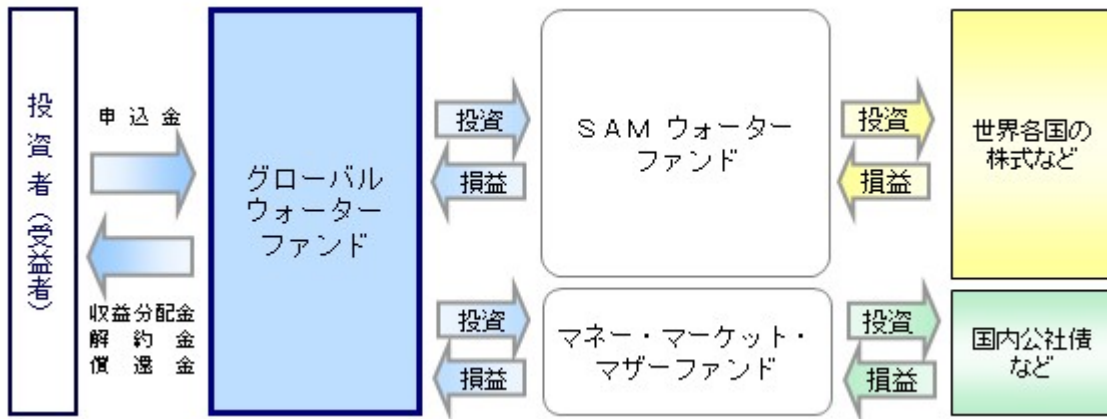 投資者(受益者)
申込金
収益分配金
解約金
償還金
グローバル
ウォーター
ファンド
投資
損益
投資
損益
SAM ウォーター
ファンド
マネー・マーケット・
マザーファンド
投資
損益
投資
損益
世界各国の
株式など
国内公社債
など